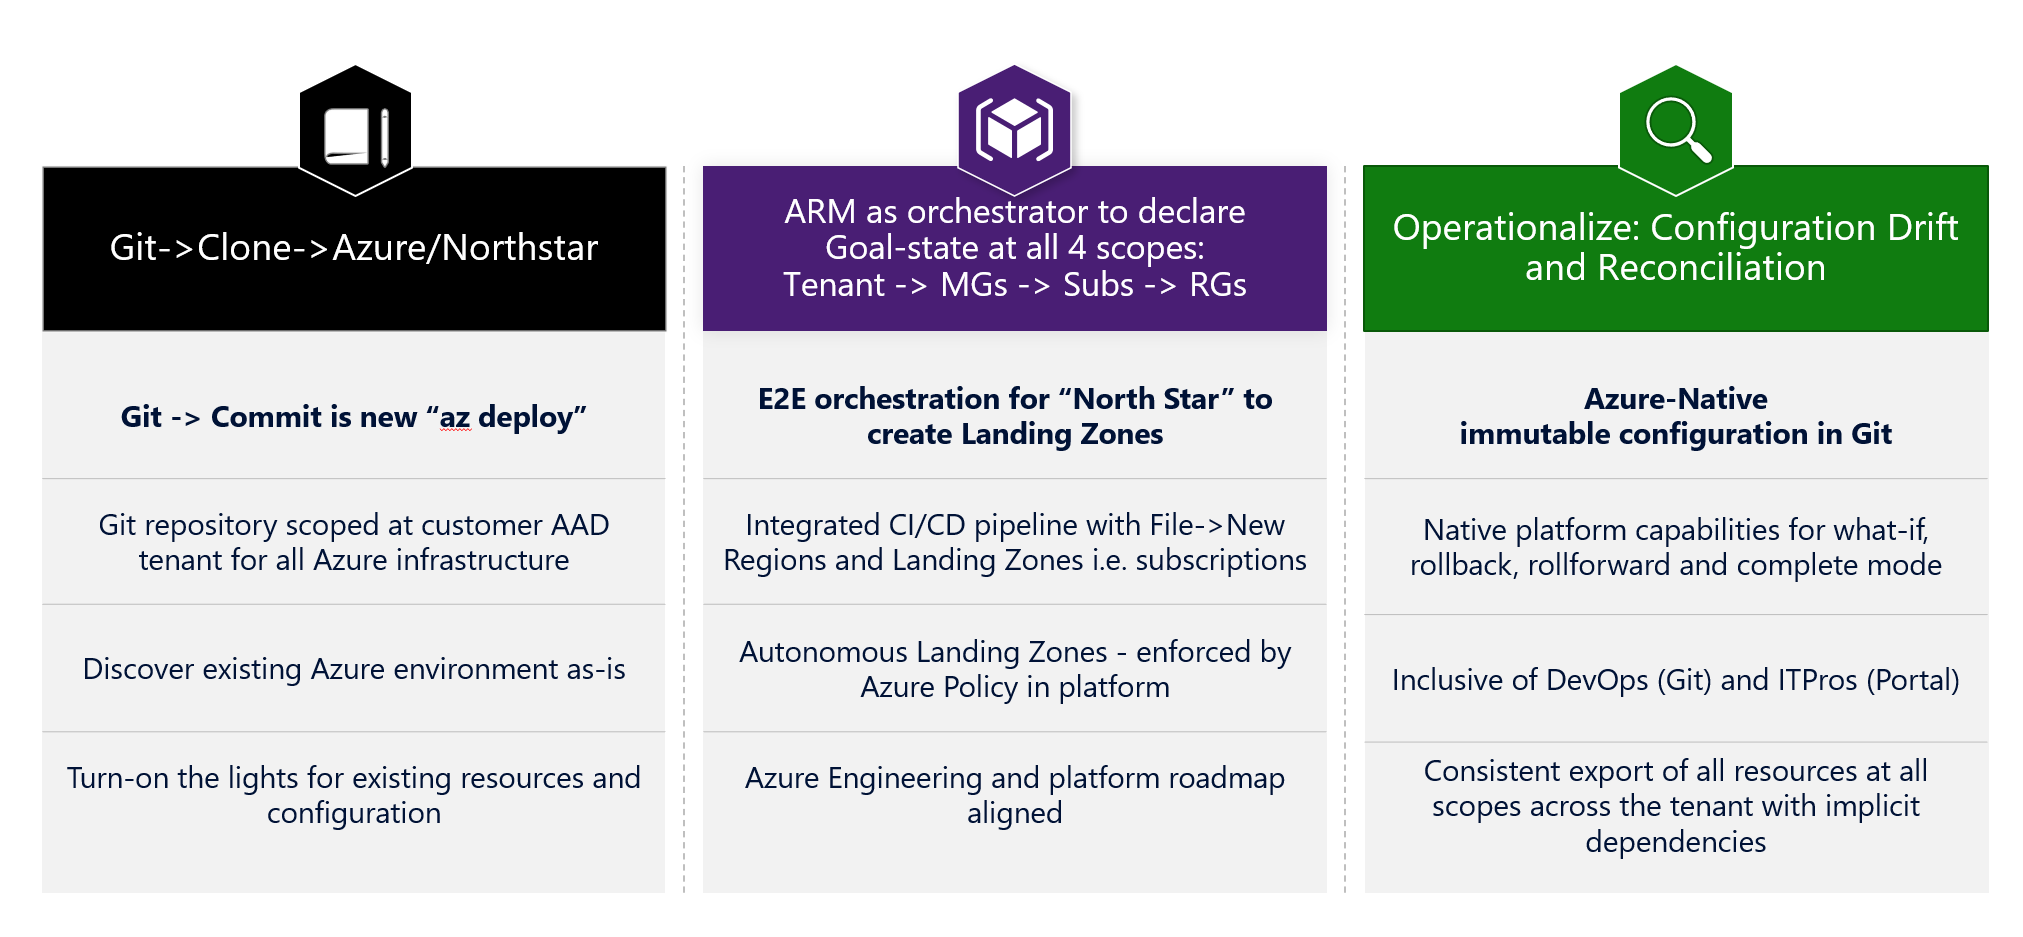 Git->Clone->Azure/Northstar
Git -> Commit is new “az deploy”
Git repository scoped at customer AAD
tenant for all Azure infrastructure
Discover existing Azure environment as-is
Turn-on the lights for existing resources and
configuration
ARM as orchestrator to declare
Goal-state at all 4 scopes:
Tenant -> MGs -> Subs -> RGs
E2E orchestration for “North Star” to
create Landing Zones
Integrated CI/CD pipeline with File->New
Regions and Landing Zones i.e. subscriptions
Autonomous Landing Zones - enforced by
Azure Policy in platform
Azure Engineering and platform roadmap
aligned
Operationalize: Configuration Drift
and Reconciliation
Azure-Native
immutable configuration in Git
Native platform capabilities for what-if,
rollback, rollforward and complete mode
Inclusive of DevOps (Git) and ITPros (Portal)
Consistent export of all resources at all
scopes across the tenant with implicit
dependencies